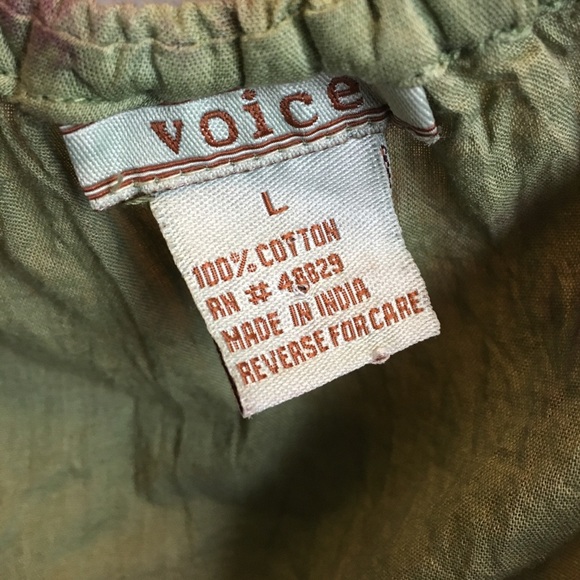 voice
L
100% COTTON
RN # 48829
MADE IN INDIA
REVERSE FOR CARE